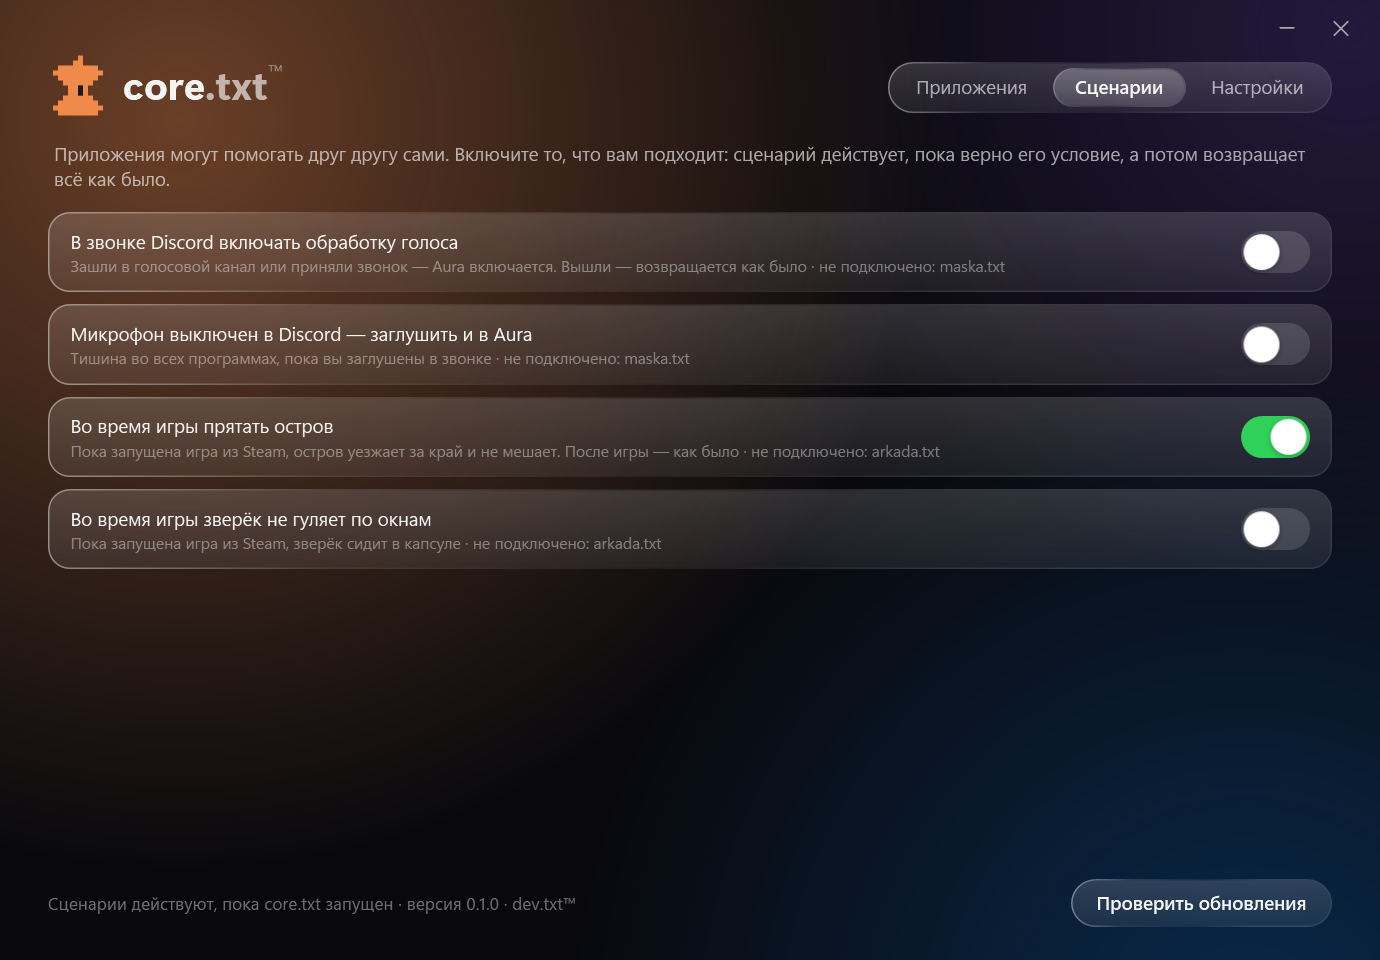 core.txt™
Приложения
Сценарии
Настройки
Приложения могут помогать друг другу сами. Включите то, что вам подходит: сценарий действует, пока верно его условие, а потом возвращает
всё как было.
В звонке Discord включать обработку голоса
Зашли в голосовой канал или приняли звонок — Aura включается. Вышли — возвращается как было · не подключено: maska.txt
Микрофон выключен в Discord — заглушить и в Aura
Тишина во всех программах, пока вы заглушены в звонке · не подключено: maska.txt
Во время игры прятать остров
Пока запущена игра из Steam, остров уезжает за край и не мешает. После игры — как было · не подключено: arkada.txt
Во время игры зверёк не гуляет по окнам
Пока запущена игра из Steam, зверёк сидит в капсуле · не подключено: arkada.txt
Сценарии действуют, пока core.txt запущен · версия 0.1.0 · dev.txt™
Проверить обновления